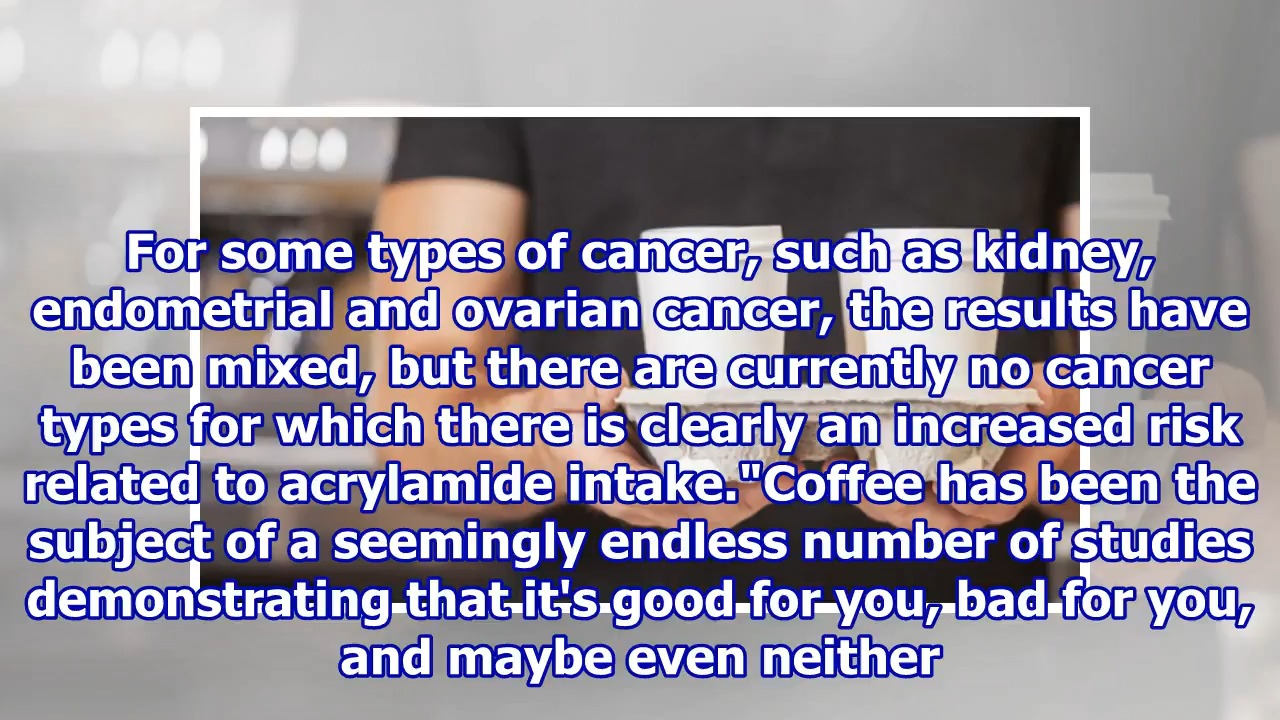 For some types of cancer, such as kidney,
endometrial and ovarian cancer, the results have
been mixed, but there are currently no cancer
types for which there is clearly an increased risk
related to acrylamide intake."Coffee has been the
subject of a seemingly endless number of studies
demonstrating that it's good for you, bad for you,
and maybe even neither